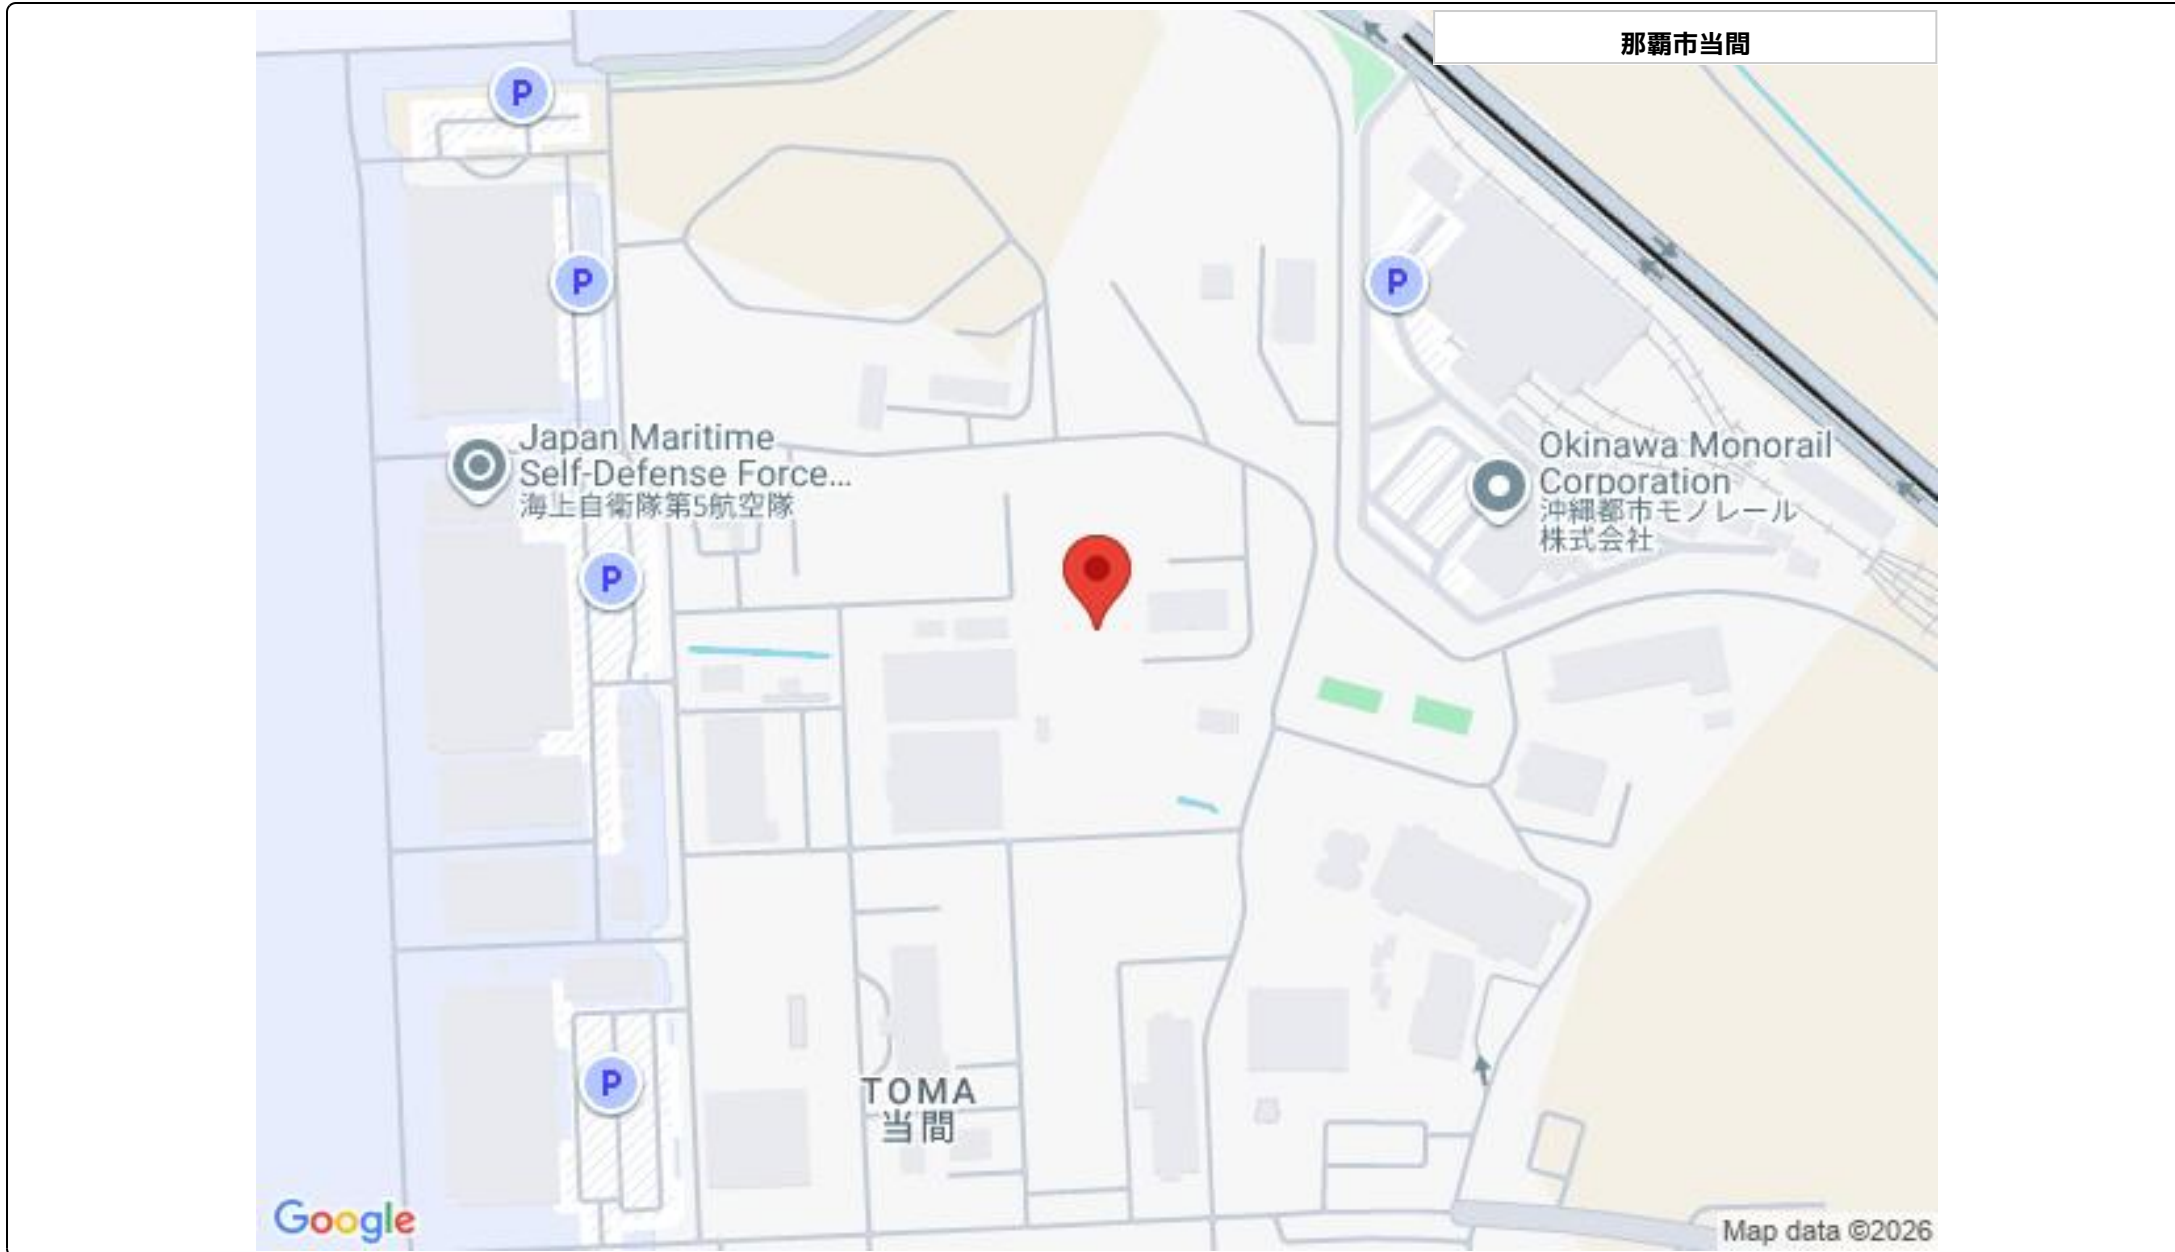 那覇市当間
P
P
P
Japan Maritime
Self-Defense Force...
海上自衛隊第5航空隊
Okinawa Monorail
Corporation
沖縄都市モノレール
株式会社
P
TOMA
当間
P
Google
Map data ©2026